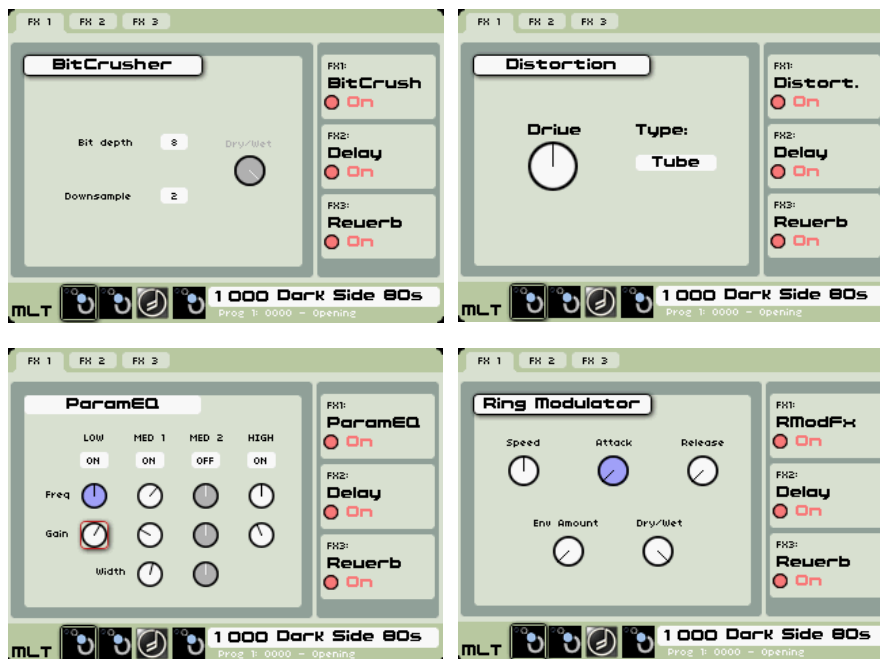 FX 1 FX 2 FX 3
BitCrusher
Bit depth 8
Dry/Wet
Downsample 2
FX1:
BitCrush
On
FX2:
Delay
On
FX3:
Reverb
On
MLT
1 000 Dark Side 80s
Prog 1: 0000 - Opening
FX 1 FX 2 FX 3
Distortion
Drive Type:
Tube
FX1:
Distort.
On
FX2:
Delay
On
FX3:
Reverb
On
MLT
1 000 Dark Side 80s
Prog 1: 0000 - Opening
FX 1 FX 2 FX 3
ParamEQ
LOW MED 1 MED 2 HIGH
ON ON OFF ON
Freq
Gain
Width
FX1:
ParamEQ
On
FX2:
Delay
On
FX3:
Reverb
On
MLT
1 000 Dark Side 80s
Prog 1: 0000 - Opening
FX 1 FX 2 FX 3
Ring Modulator
Speed Attack Release
Env Amount Dry/Wet
FX1:
RModFx
On
FX2:
Delay
On
FX3:
Reverb
On
MLT
1 000 Dark Side 80s
Prog 1: 0000 - Opening